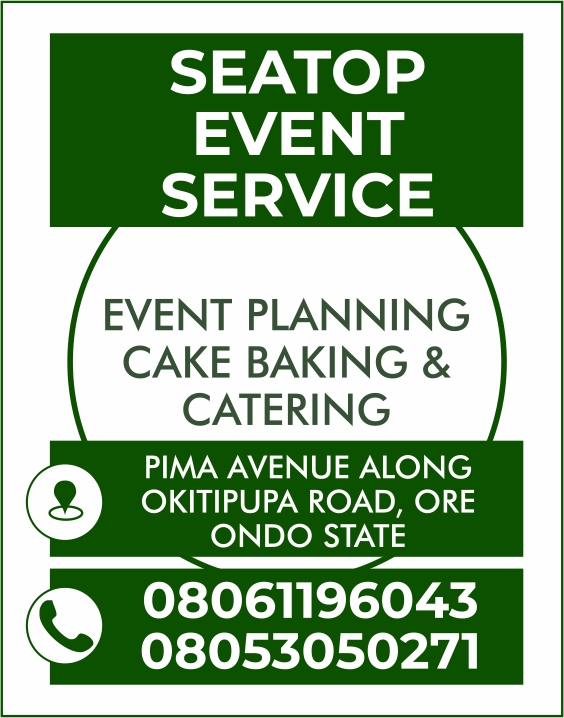 SEATOP
EVENT
SERVICE
EVENT PLANNING
CAKE BAKING &
CATERING
PIMA AVENUE ALONG
OKITIPUPA ROAD, ORE
ONDO STATE
08061196043
08053050271